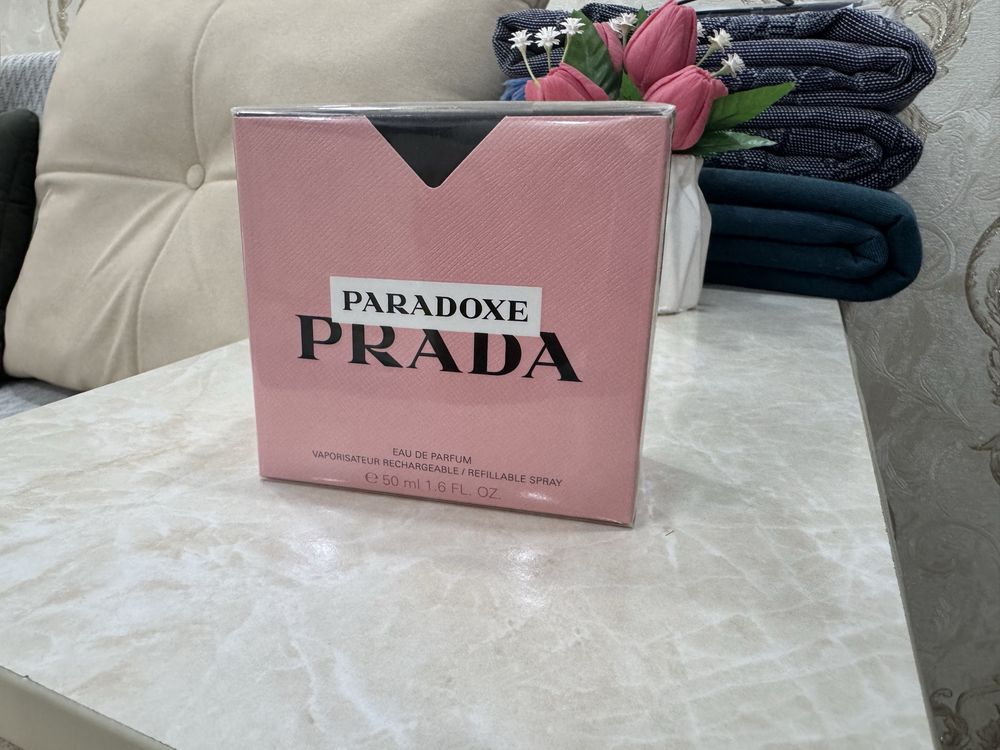 PARADOXE
PRADA
EAU DE PARFUM
VAPORISATEUR RECHARGEABLE / REFILLABLE SPRAY
℮ 50 ml 1.6 FL. OZ.